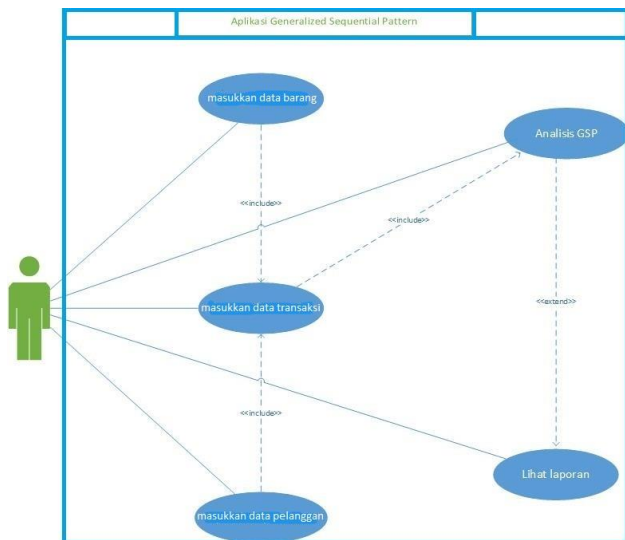 Aplikasi Generalized Sequential Pattern
masukkan data barang
Analisis GSP
<<include>>
<<include>>
masukkan data transaksi
<<extend>>
<<include>>
Lihat laporan
masukkan data pelanggan